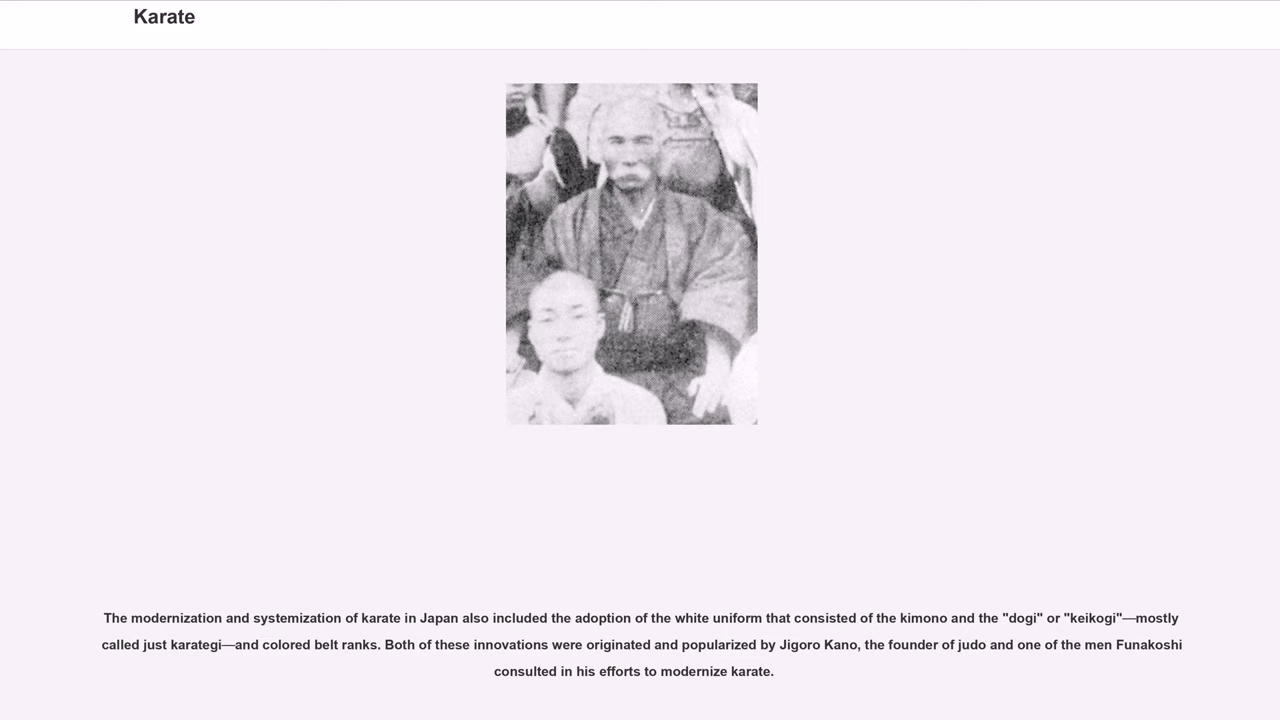 Karate
The modernization and systemization of karate in Japan also included the adoption of the white uniform that consisted of the kimono and the "dogi" or "keikogi"—mostly
called just karategi—and colored belt ranks. Both of these innovations were originated and popularized by Jigoro Kano, the founder of judo and one of the men Funakoshi
consulted in his efforts to modernize karate.